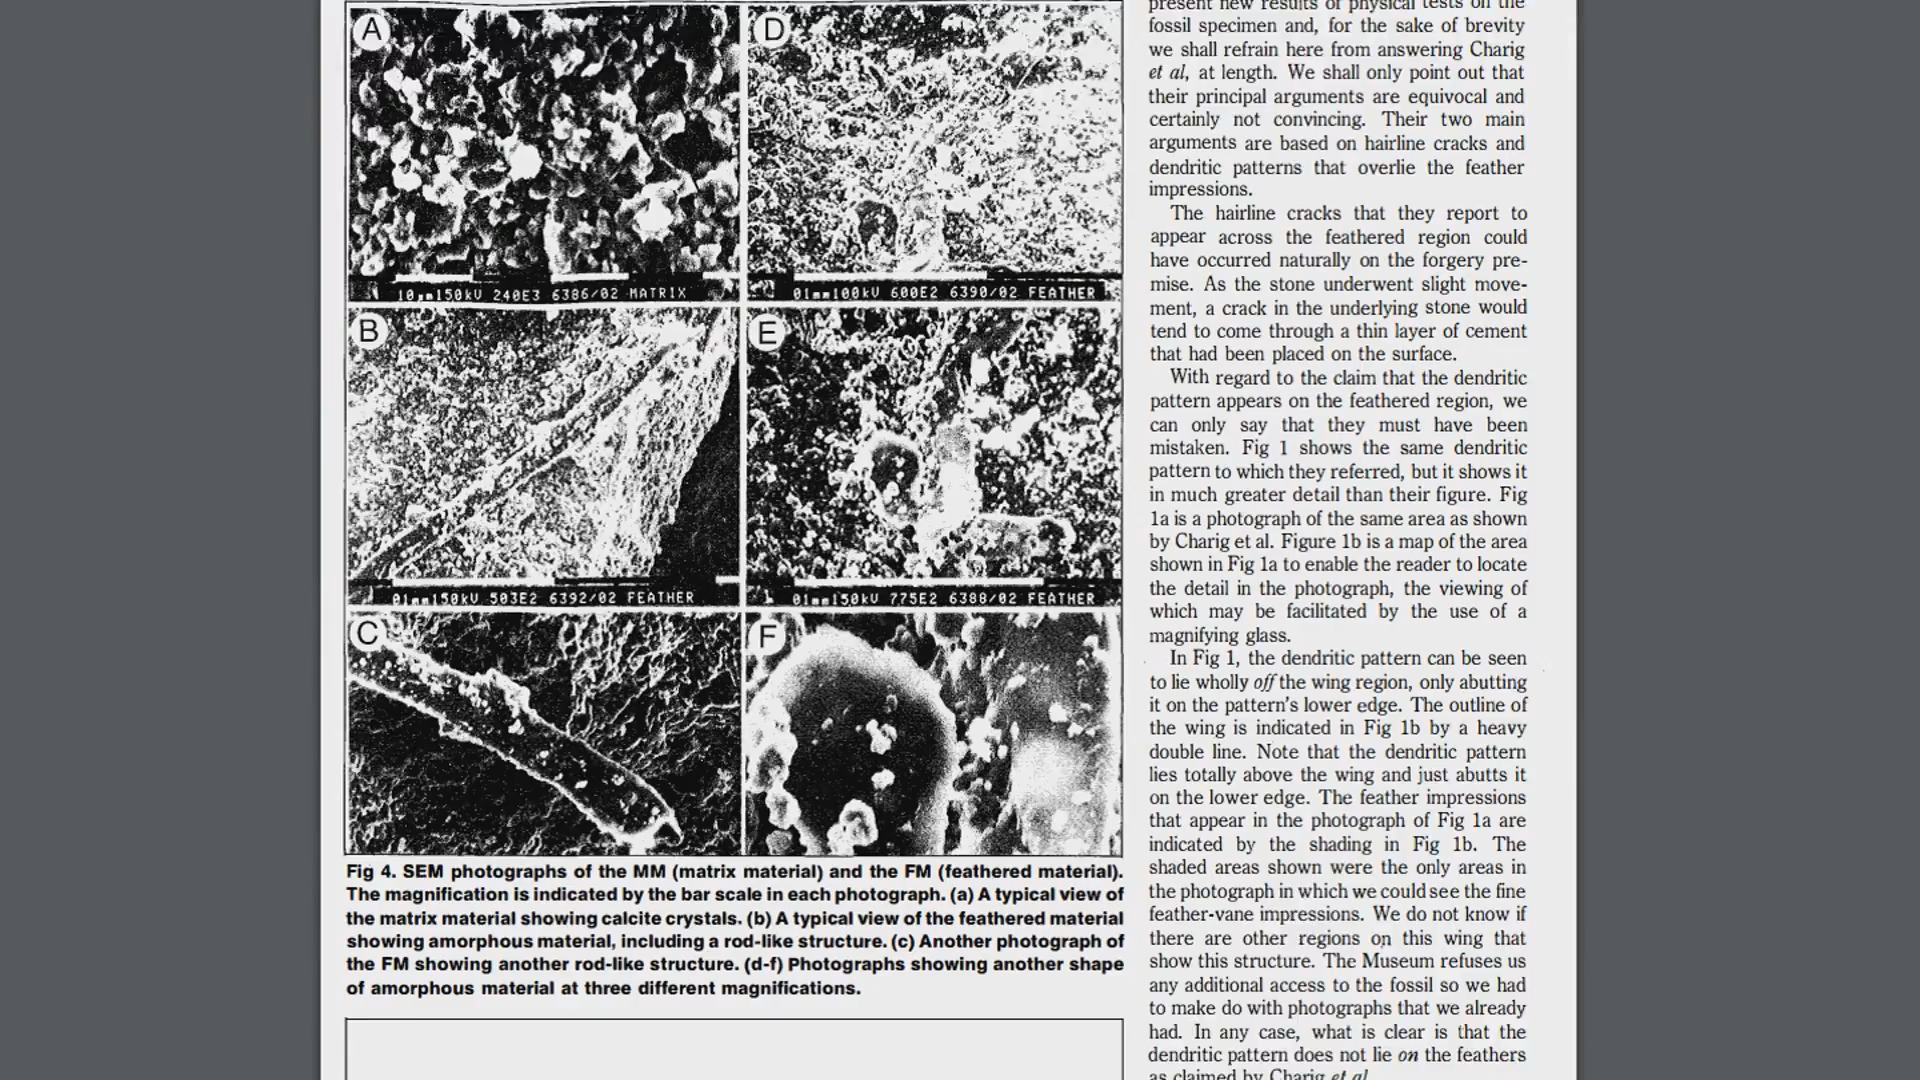 A
D
10µm150kV 240E3 6386/02 MATRIX
01mm100kV 600E2 6390/02 FEATHER
B
E
01mm150kV 503E2 6392/02 FEATHER
01mm150kV 775E2 6388/02 FEATHER
C
F
Fig 4. SEM photographs of the MM (matrix material) and the FM (feathered material).
The magnification is indicated by the bar scale in each photograph. (a) A typical view of
the matrix material showing calcite crystals. (b) A typical view of the feathered material
showing amorphous material, including a rod-like structure. (c) Another photograph of
the FM showing another rod-like structure. (d-f) Photographs showing another shape
of amorphous material at three different magnifications.
present new results of physical tests on the
fossil specimen and, for the sake of brevity
we shall refrain here from answering Charig
et al, at length. We shall only point out that
their principal arguments are equivocal and
certainly not convincing. Their two main
arguments are based on hairline cracks and
dendritic patterns that overlie the feather
impressions.
The hairline cracks that they report to
appear across the feathered region could
have occurred naturally on the forgery pre-
mise. As the stone underwent slight move-
ment, a crack in the underlying stone would
tend to come through a thin layer of cement
that had been placed on the surface.
With regard to the claim that the dendritic
pattern appears on the feathered region, we
can only say that they must have been
mistaken. Fig 1 shows the same dendritic
pattern to which they referred, but it shows it
in much greater detail than their figure. Fig
1a is a photograph of the same area as shown
by Charig et al. Figure 1b is a map of the area
shown in Fig 1a to enable the reader to locate
the detail in the photograph, the viewing of
which may be facilitated by the use of a
magnifying glass.
In Fig 1, the dendritic pattern can be seen
to lie wholly off the wing region, only abutting
it on the pattern's lower edge. The outline of
the wing is indicated in Fig 1b by a heavy
double line. Note that the dendritic pattern
lies totally above the wing and just abutts it
on the lower edge. The feather impressions
that appear in the photograph of Fig 1a are
indicated by the shading in Fig 1b. The
shaded areas shown were the only areas in
the photograph in which we could see the fine
feather-vane impressions. We do not know if
there are other regions on this wing that
show this structure. The Museum refuses us
any additional access to the fossil so we had
to make do with photographs that we already
had. In any case, what is clear is that the
dendritic pattern does not lie on the feathers
as claimed by Charig et al.